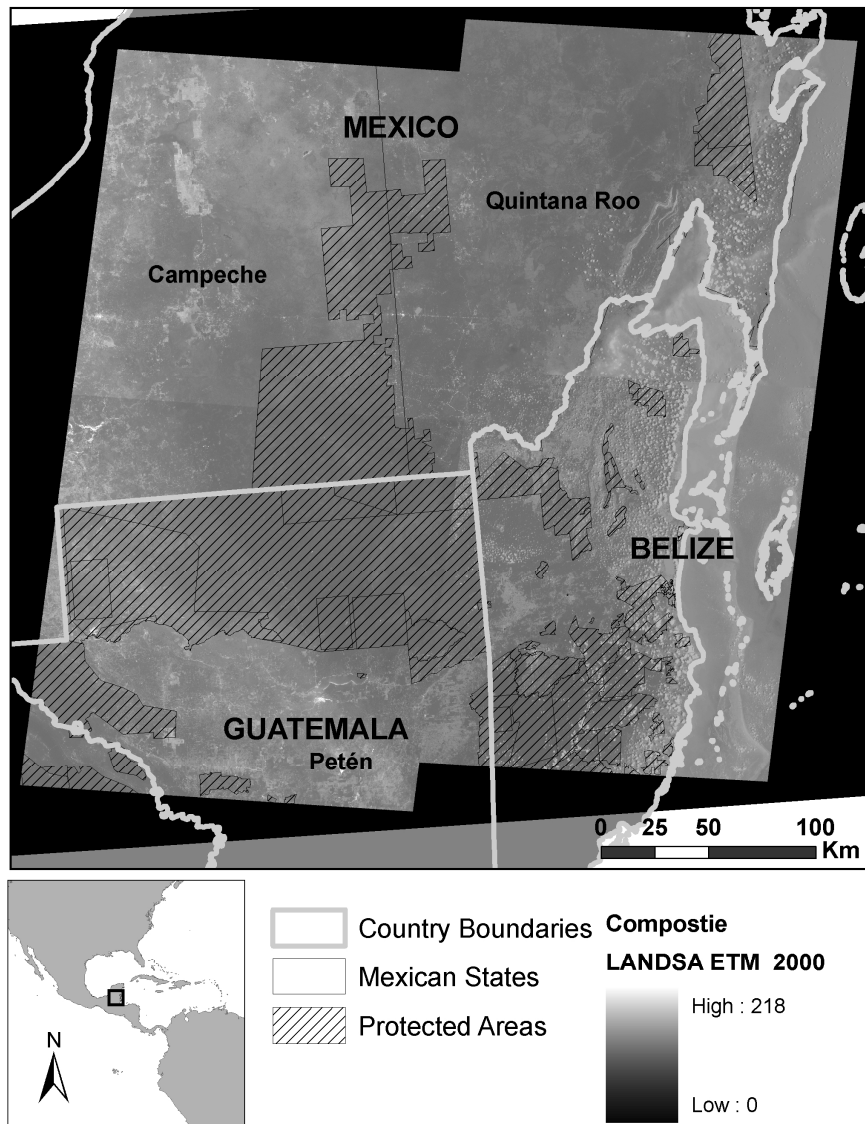 MEXICO
Quintana Roo
Campeche
BELIZE
GUATEMALA
Petén
0 25 50 100
Km
Country Boundaries
Mexican States
Protected Areas
Compostie
LANDSA ETM 2000
High : 218
Low : 0
N